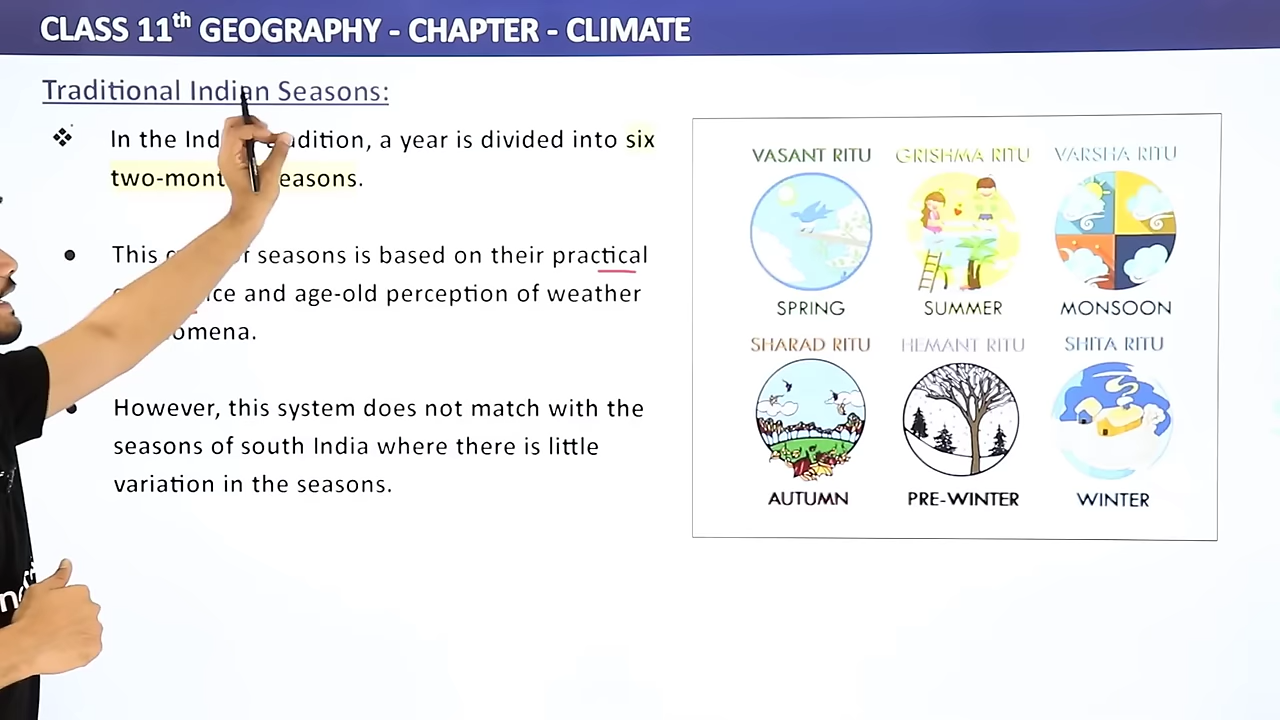 CLASS 11th GEOGRAPHY - CHAPTER - CLIMATE
Traditional Indian Seasons:
In the dition, a year is divided into six
two-mont easons.
This seasons is based on their practical
and age-old perception of weather
omena.
However, this system does not match with the
seasons of south India where there is little
variation in the seasons.
VASANT RITU GRISHMA RITU VARSHA RITU
SPRING SUMMER MONSOON
SHARAD RITU HEMANT RITU SHITA RITU
AUTUMN PRE-WINTER WINTER